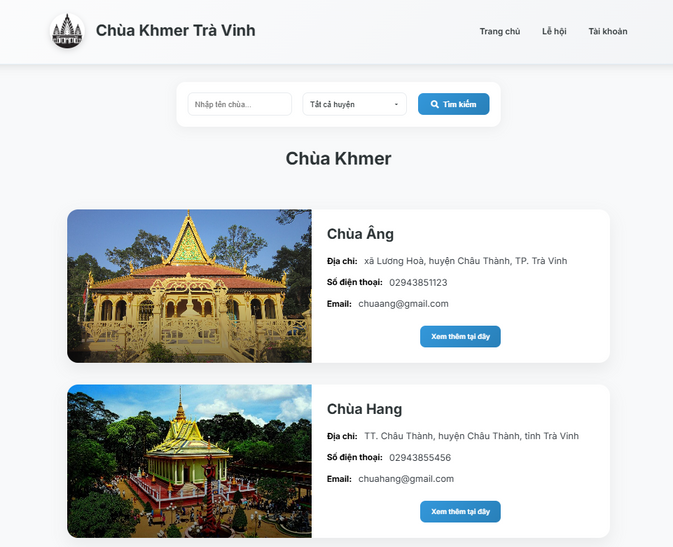 Chùa Khmer Trà Vinh
Trang chủ Lễ hội Tài khoản
Nhập tên chùa... Tất cả huyện Tìm kiếm
Chùa Khmer
Chùa Âng
Địa chỉ: xã Lương Hoà, huyện Châu Thành, TP. Trà Vinh
Số điện thoại: 02943851123
Email: chuaang@gmail.com
Xem thêm tại đây
Chùa Hang
Địa chỉ: TT. Châu Thành, huyện Châu Thành, tỉnh Trà Vinh
Số điện thoại: 02943855456
Email: chuahang@gmail.com
Xem thêm tại đây